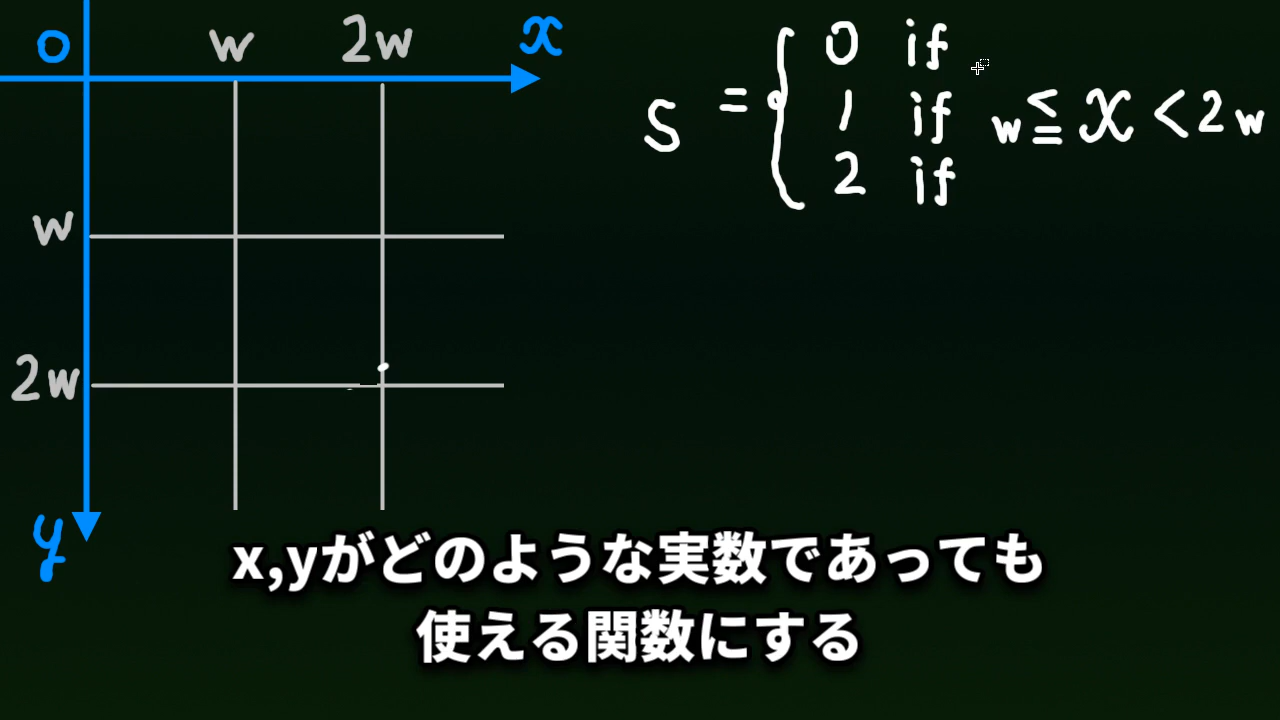 0 w 2w x
w
2w
y
S = { 0 if
1 if w ≦ x < 2w
2 if
x,yがどのような実数であっても
使える関数にする